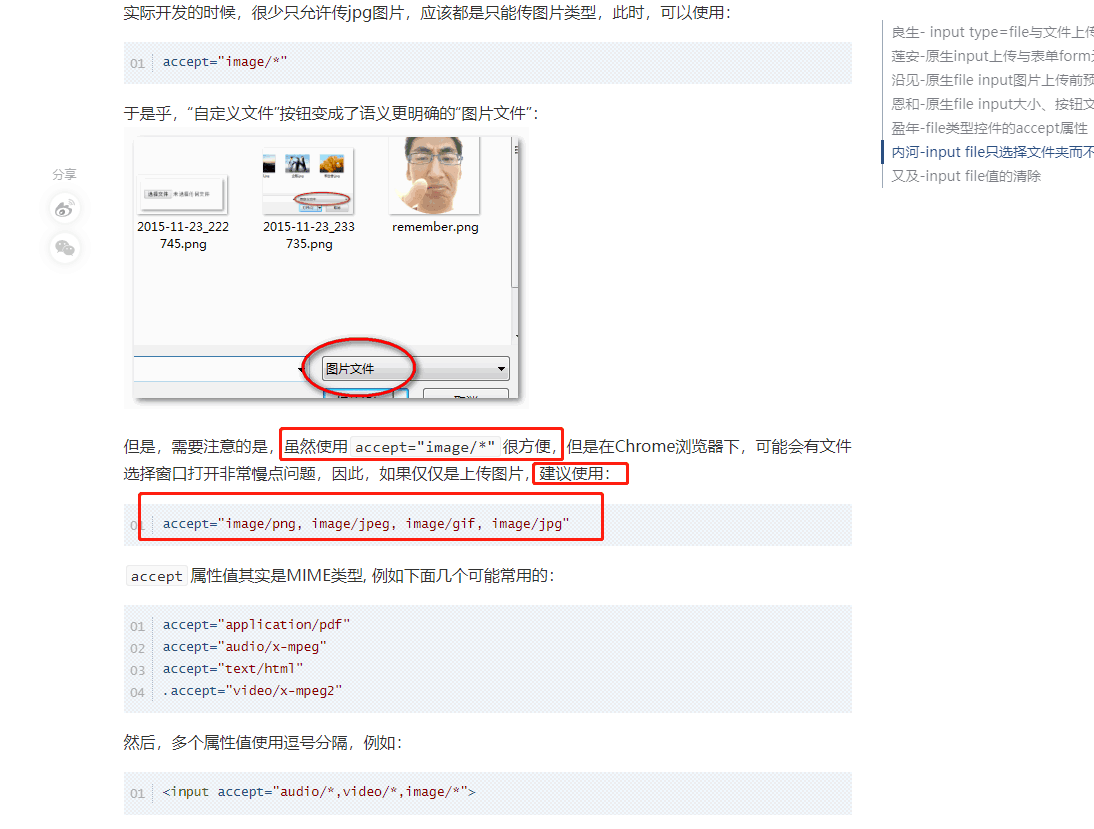 实际开发的时候，很少只允许传jpg图片，应该都是只能传图片类型，此时，可以使用：
01 accept="image/*"
于是乎，“自定义文件”按钮变成了语义更明确的“图片文件”：
选择文件 未选择任何文件
2015-11-23_222
745.png
2015-11-23_233
735.png
remember.png
图片文件
但是，需要注意的是，虽然使用 accept="image/*" 很方便，但是在Chrome浏览器下，可能会有文件
选择窗口打开非常慢点问题，因此，如果仅仅是上传图片，建议使用：
01 accept="image/png, image/jpeg, image/gif, image/jpg"
accept 属性值其实是MIME类型, 例如下面几个可能常用的：
01 accept="application/pdf"
02 accept="audio/x-mpeg"
03 accept="text/html"
04 .accept="video/x-mpeg2"
然后，多个属性值使用逗号分隔，例如：
01 <input accept="audio/*,video/*,image/*">
分享
良生- input type=file与文件上传
莲安-原生input上传与表单form
沿见-原生file input图片上传前预
恩和-原生file input大小、按钮文
盈年-file类型控件的accept属性
内河-input file只选择文件夹而不
又及-input file值的清除